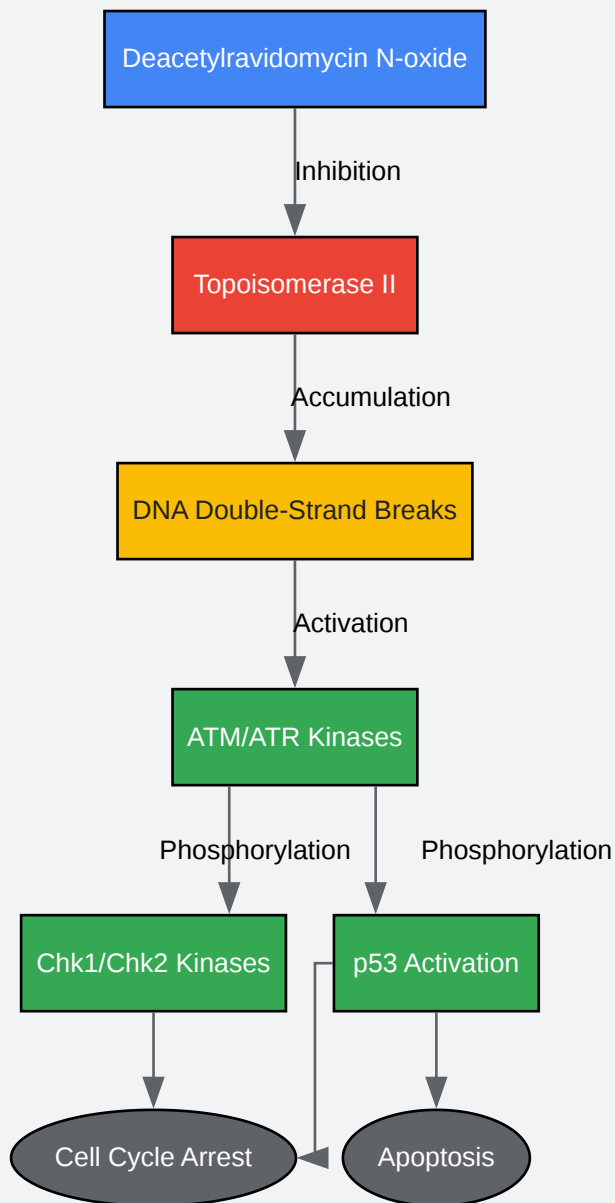 Deacetylravidomycin N-oxide
Inhibition
Topoisomerase II
Accumulation
DNA Double-Strand Breaks
Activation
ATM/ATR Kinases
Phosphorylation
Phosphorylation
Chk1/Chk2 Kinases
p53 Activation
Cell Cycle Arrest
Apoptosis